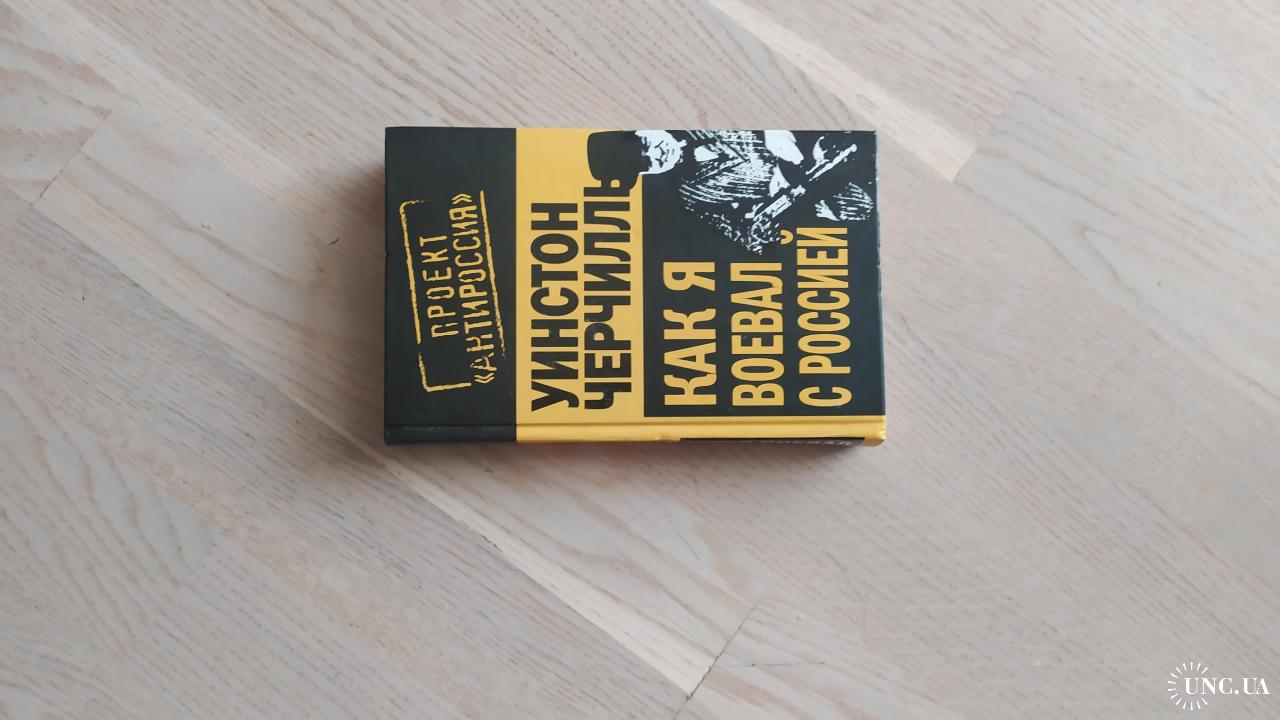 ПРОЕКТ
«АНТИРОССИЯ»
УИНСТОН
ЧЕРЧИЛЛЬ
КАК Я
ВОЕВАЛ
С РОССИЕЙ
UNC.UA